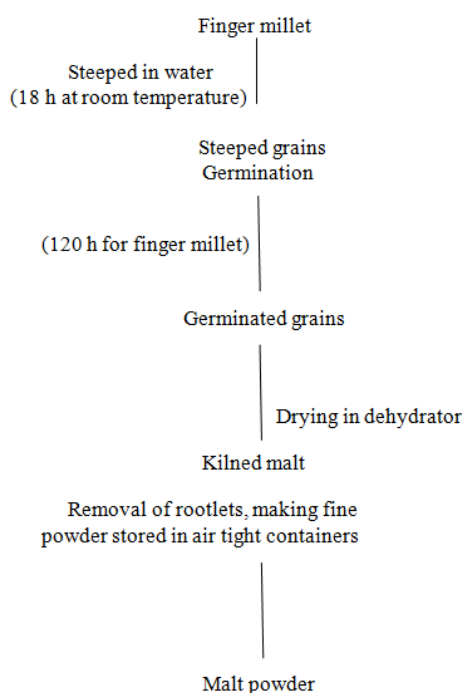 Finger millet
Steeped in water
(18 h at room temperature)
Steeped grains
Germination
(120 h for finger millet)
Germinated grains
Drying in dehydrator
Kilned malt
Removal of rootlets, making fine
powder stored in air tight containers
Malt powder